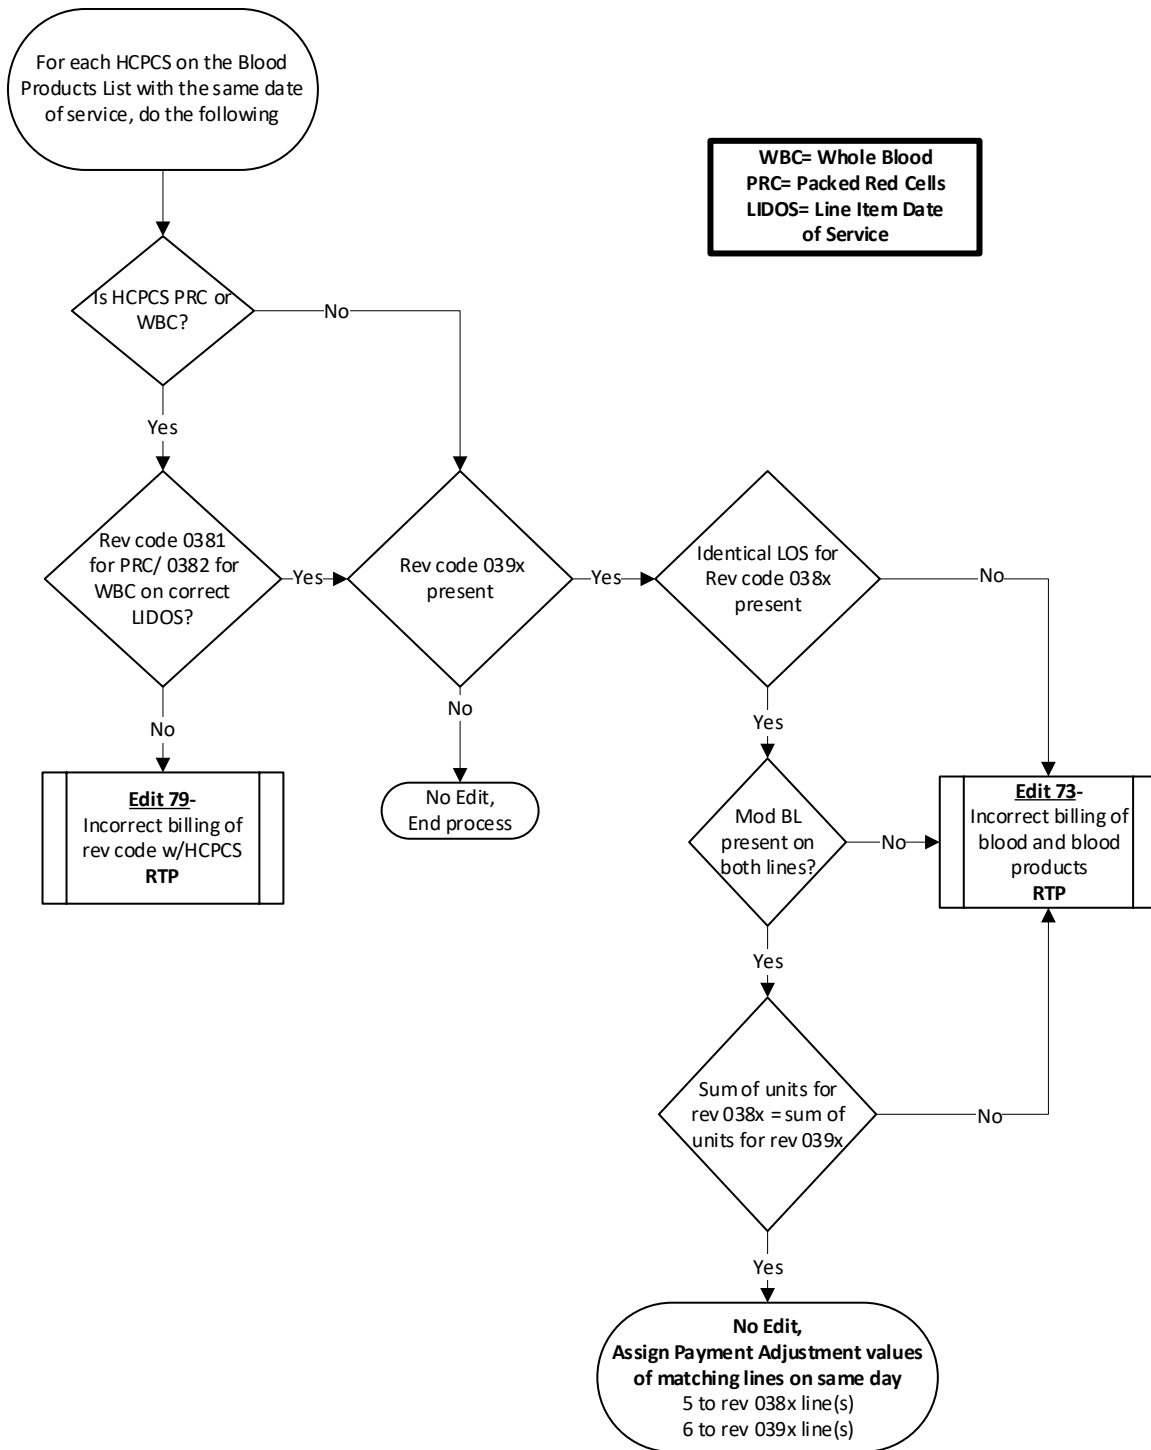 For each HCPCS on the Blood
Products List with the same date
of service, do the following
WBC= Whole Blood
PRC= Packed Red Cells
LIDOS= Line Item Date
of Service
Is HCPCS PRC or
WBC?
No
Yes
Rev code 0381
for PRC/ 0382 for
WBC on correct
LIDOS?
Yes
Rev code 039x
present
Yes
Identical LOS for
Rev code 038x
present
No
No
No
Yes
Edit 79-
Incorrect billing of
rev code w/HCPCS
RTP
No Edit,
End process
Mod BL
present on
both lines?
No
Edit 73-
Incorrect billing of
blood and blood
products
RTP
Yes
Sum of units for
rev 038x = sum of
units for rev 039x
No
Yes
No Edit,
Assign Payment Adjustment values
of matching lines on same day
5 to rev 038x line(s)
6 to rev 039x line(s)